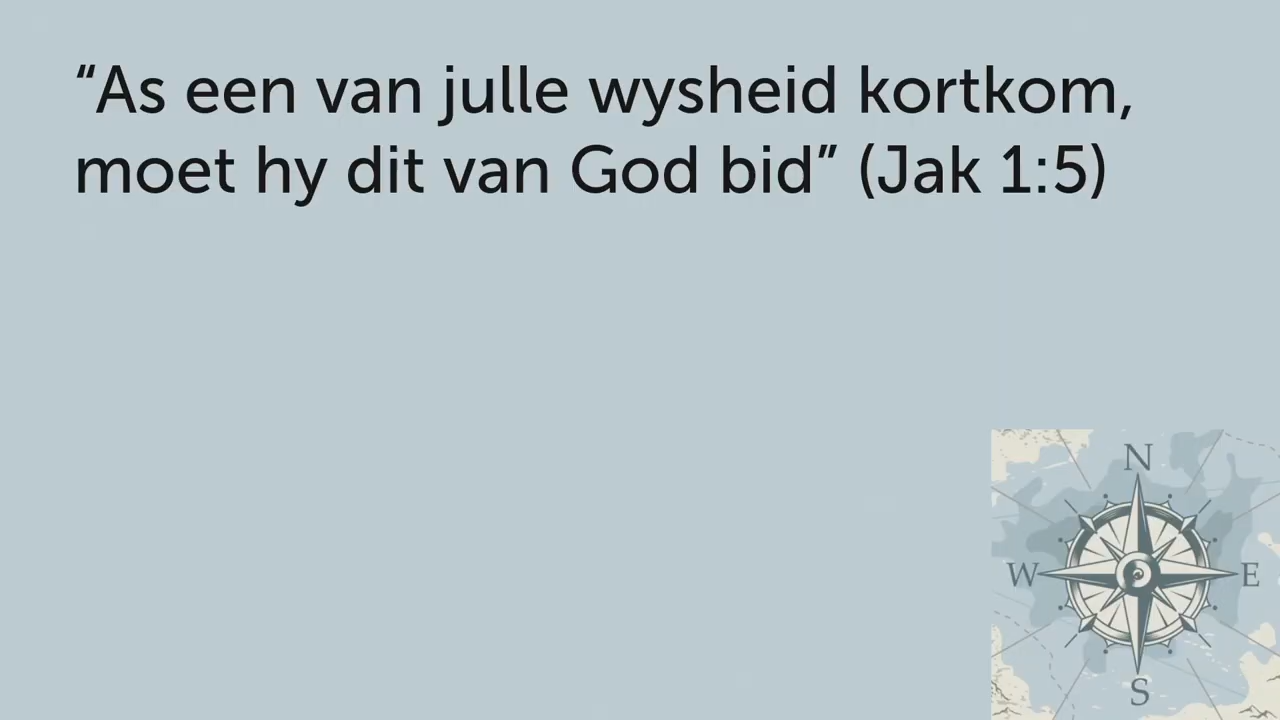 “As een van julle wysheid kortkom,
moet hy dit van God bid” (Jak 1:5)
N
W
E
S